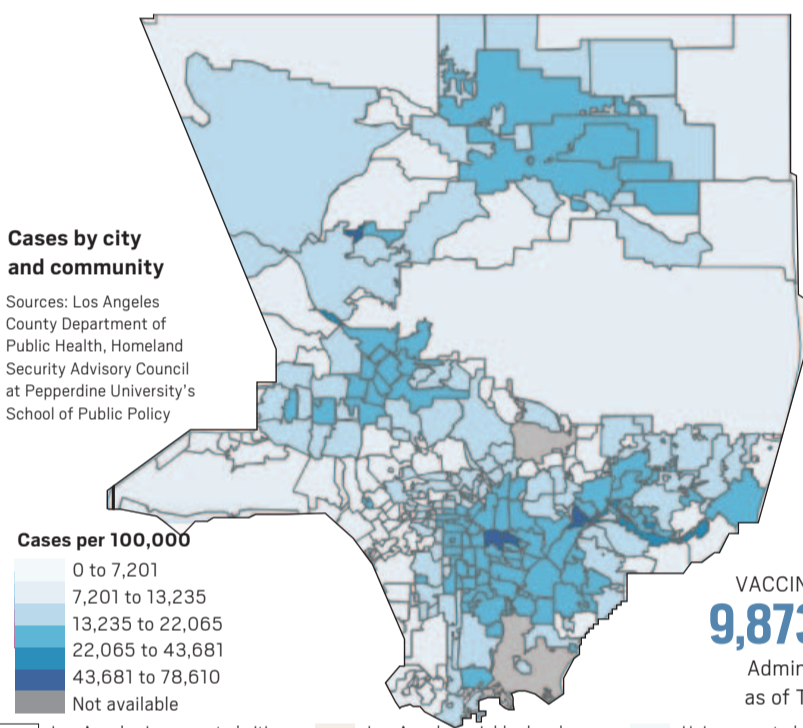 Cases by city
and community
Sources: Los Angeles
County Department of
Public Health, Homeland
Security Advisory Council
at Pepperdine University's
School of Public Policy
Cases per 100,000
0 to 7,201
7,201 to 13,235
13,235 to 22,065
22,065 to 43,681
43,681 to 78,610
Not available
VACCIN
9,873
Admin
as of T